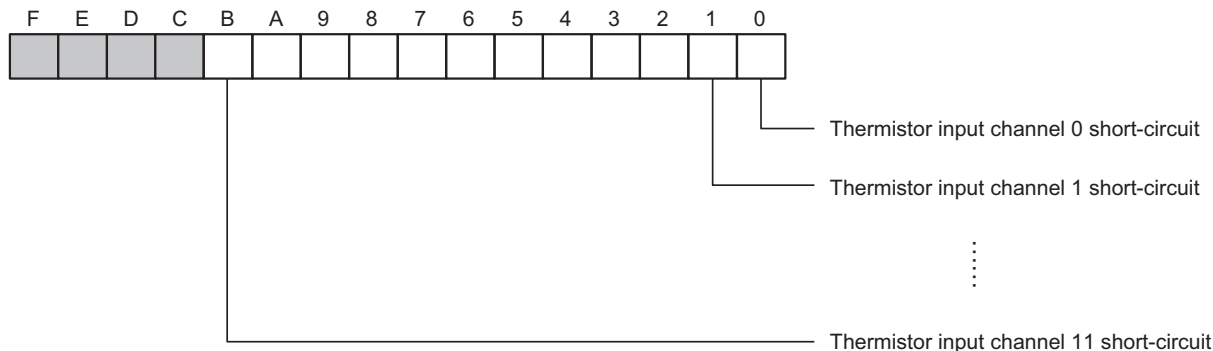 F E D C B A 9 8 7 6 5 4 3 2 1 0
Thermistor input channel 0 short-circuit
Thermistor input channel 1 short-circuit
Thermistor input channel 11 short-circuit